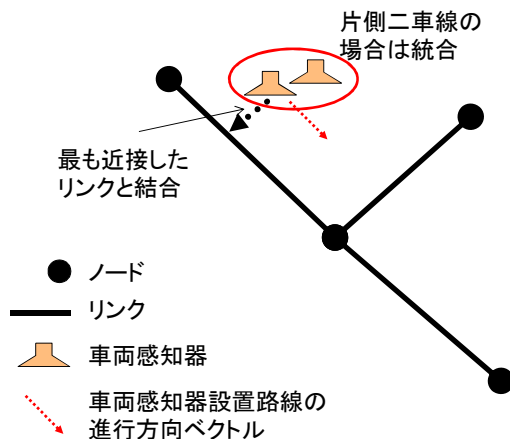 片側二車線の
場合は統合
最も近接した
リンクと結合
ノード
リンク
車両感知器
車両感知器設置路線の
進行方向ベクトル